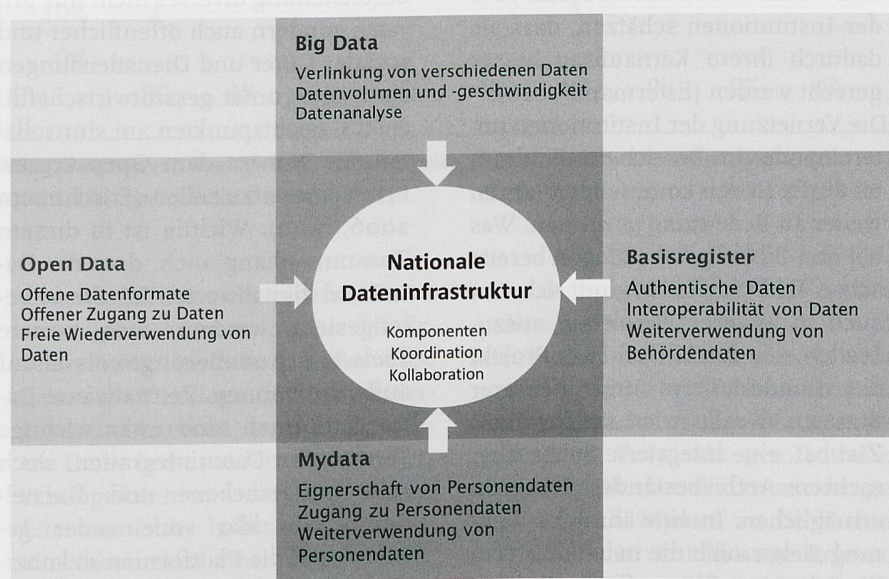 Big Data
Verlinkung von verschiedenen Daten
Datenvolumen und -geschwindigkeit
Datenanalyse
Open Data
Offene Datenformate
Offener Zugang zu Daten
Freie Wiederverwendung von
Daten
Nationale
Dateninfrastruktur
Komponenten
Koordination
Kollaboration
Basisregister
Authentische Daten
Interoperabilität von Daten
Weiterverwendung von
Behördendaten
Mydata
Eignerschaft von Personendaten
Zugang zu Personendaten
Weiterverwendung von
Personendaten